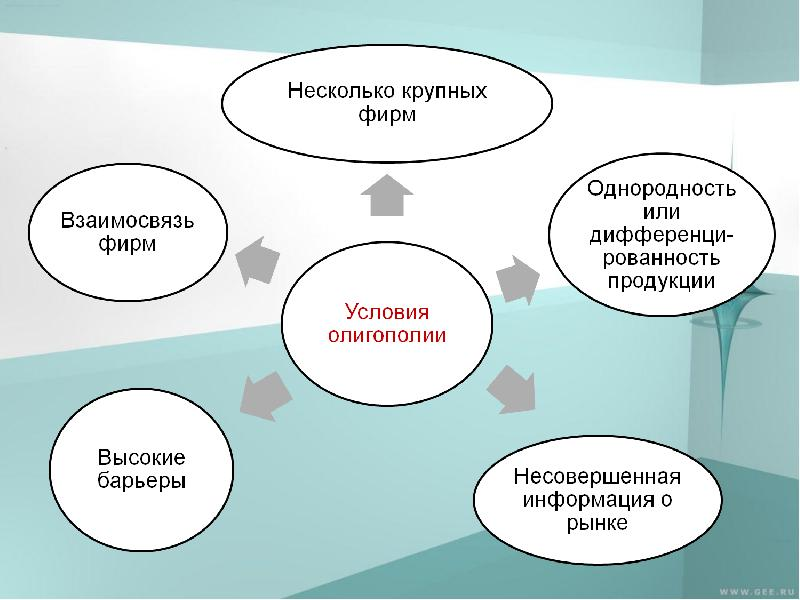 Несколько крупных
фирм
Однородность
или
дифференци-
рованность
продукции
Взаимосвязь
фирм
Условия
олигополии
Высокие
барьеры
Несовершенная
информация о
рынке
WWW.GEE.RU